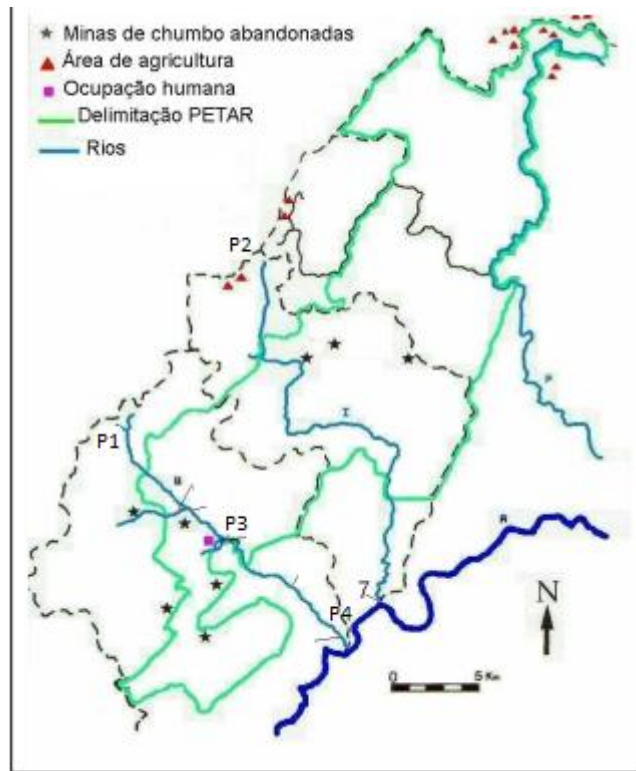 Minas de chumbo abandonadas
Área de agricultura
Ocupação humana
Delimitação PETAR
Rios
P2
P
I
P1
B
P3
R
7
P4
N
0 5 Km